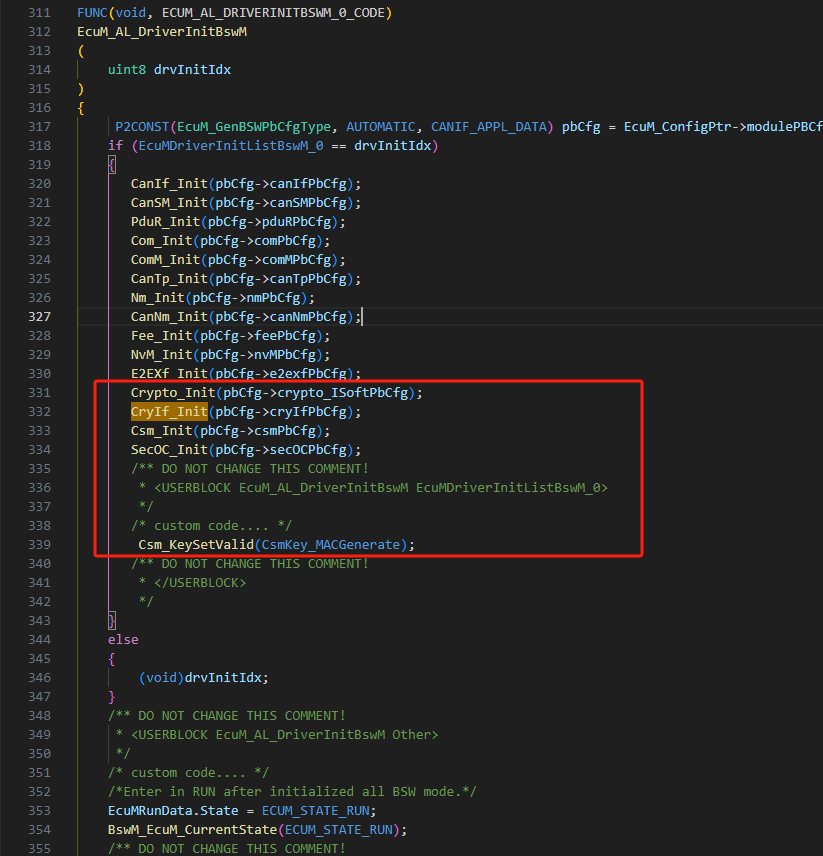 311 FUNC(void, ECUM_AL_DRIVERINITBSWM_0_CODE)
312 EcuM_AL_DriverInitBswM
313 (
314 uint8 drvInitIdx
315 )
316 {
317 P2CONST(EcuM_GenBSWPbCfgType, AUTOMATIC, CANIF_APPL_DATA) pbCfg = EcuM_ConfigPtr->modulePBCf
318 if (EcuMDriverInitListBswM_0 == drvInitIdx)
319 {
320 CanIf_Init(pbCfg->canIfPbCfg);
321 CanSM_Init(pbCfg->canSMPbCfg);
322 PduR_Init(pbCfg->pduRPbCfg);
323 Com_Init(pbCfg->comPbCfg);
324 ComM_Init(pbCfg->comMPbCfg);
325 CanTp_Init(pbCfg->canTpPbCfg);
326 Nm_Init(pbCfg->nmPbCfg);
327 CanNm_Init(pbCfg->canNmPbCfg);
328 Fee_Init(pbCfg->feePbCfg);
329 NvM_Init(pbCfg->nvMPbCfg);
330 E2EXf_Init(pbCfg->e2exfPbCfg);
331 Crypto_Init(pbCfg->crypto_ISoftPbCfg);
332 CryIf_Init(pbCfg->cryIfPbCfg);
333 Csm_Init(pbCfg->csmPbCfg);
334 SecOC_Init(pbCfg->secOCPbCfg);
335 /** DO NOT CHANGE THIS COMMENT!
336 * <USERBLOCK EcuM_AL_DriverInitBswM EcuMDriverInitListBswM_0>
337 */
338 /* custom code.... */
339 Csm_KeySetValid(CsmKey_MACGenerate);
340 /** DO NOT CHANGE THIS COMMENT!
341 * </USERBLOCK>
342 */
343 }
344 else
345 {
346 (void)drvInitIdx;
347 }
348 /** DO NOT CHANGE THIS COMMENT!
349 * <USERBLOCK EcuM_AL_DriverInitBswM Other>
350 */
351 /* custom code.... */
352 /*Enter in RUN after initialized all BSW mode.*/
353 EcuMRunData.State = ECUM_STATE_RUN;
354 BswM_EcuM_CurrentState(ECUM_STATE_RUN);
355 /** DO NOT CHANGE THIS COMMENT!